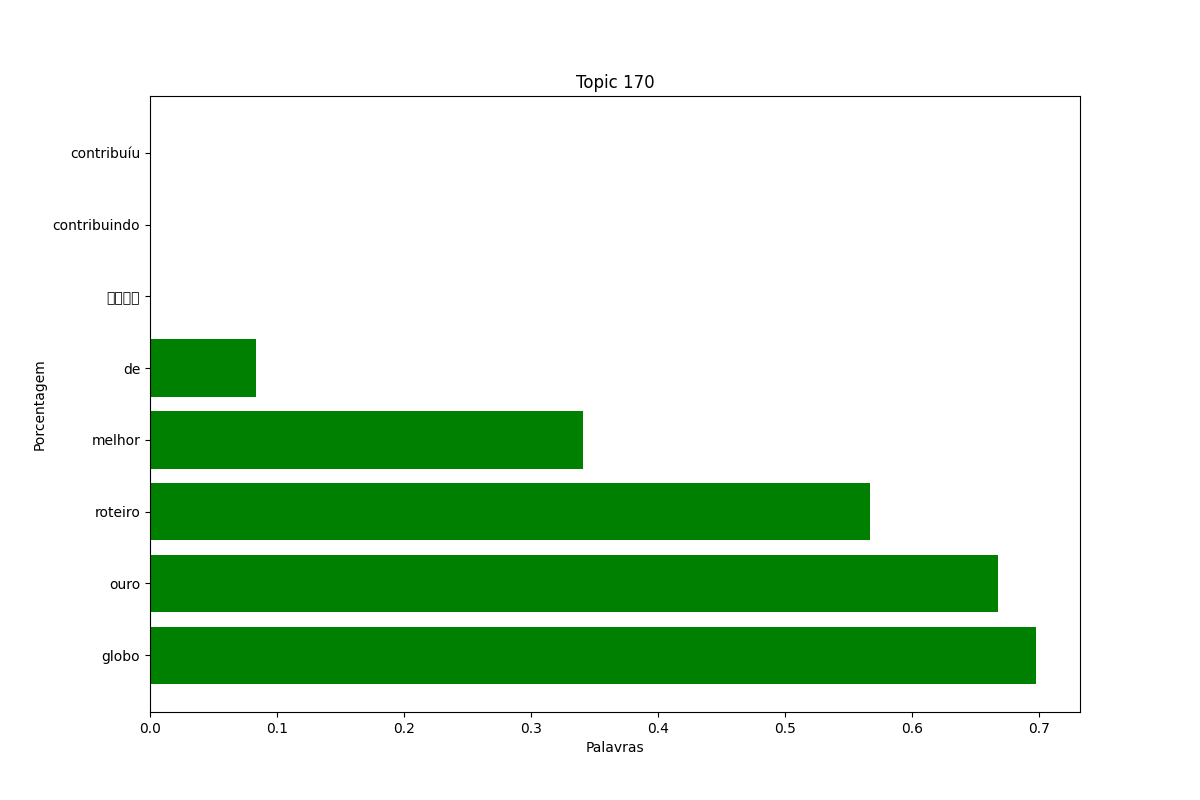 Topic 170
contribuíu
contribuindo
de
melhor
roteiro
ouro
globo
Porcentagem
0.0 0.1 0.2 0.3 0.4 0.5 0.6 0.7
Palavras